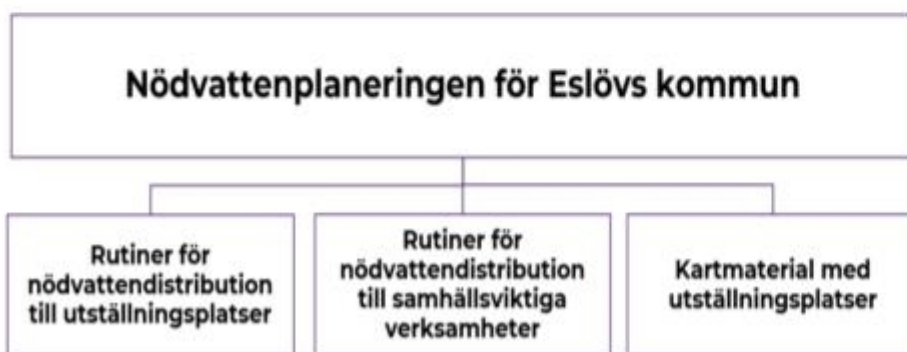 Nödvattenplaneringen för Eslövs kommun
Rutiner för
nödvattendistribution
till utställningsplatser
Rutiner för
nödvattendistribution
till samhällsviktiga
verksamheter
Kartmaterial med
utställningsplatser